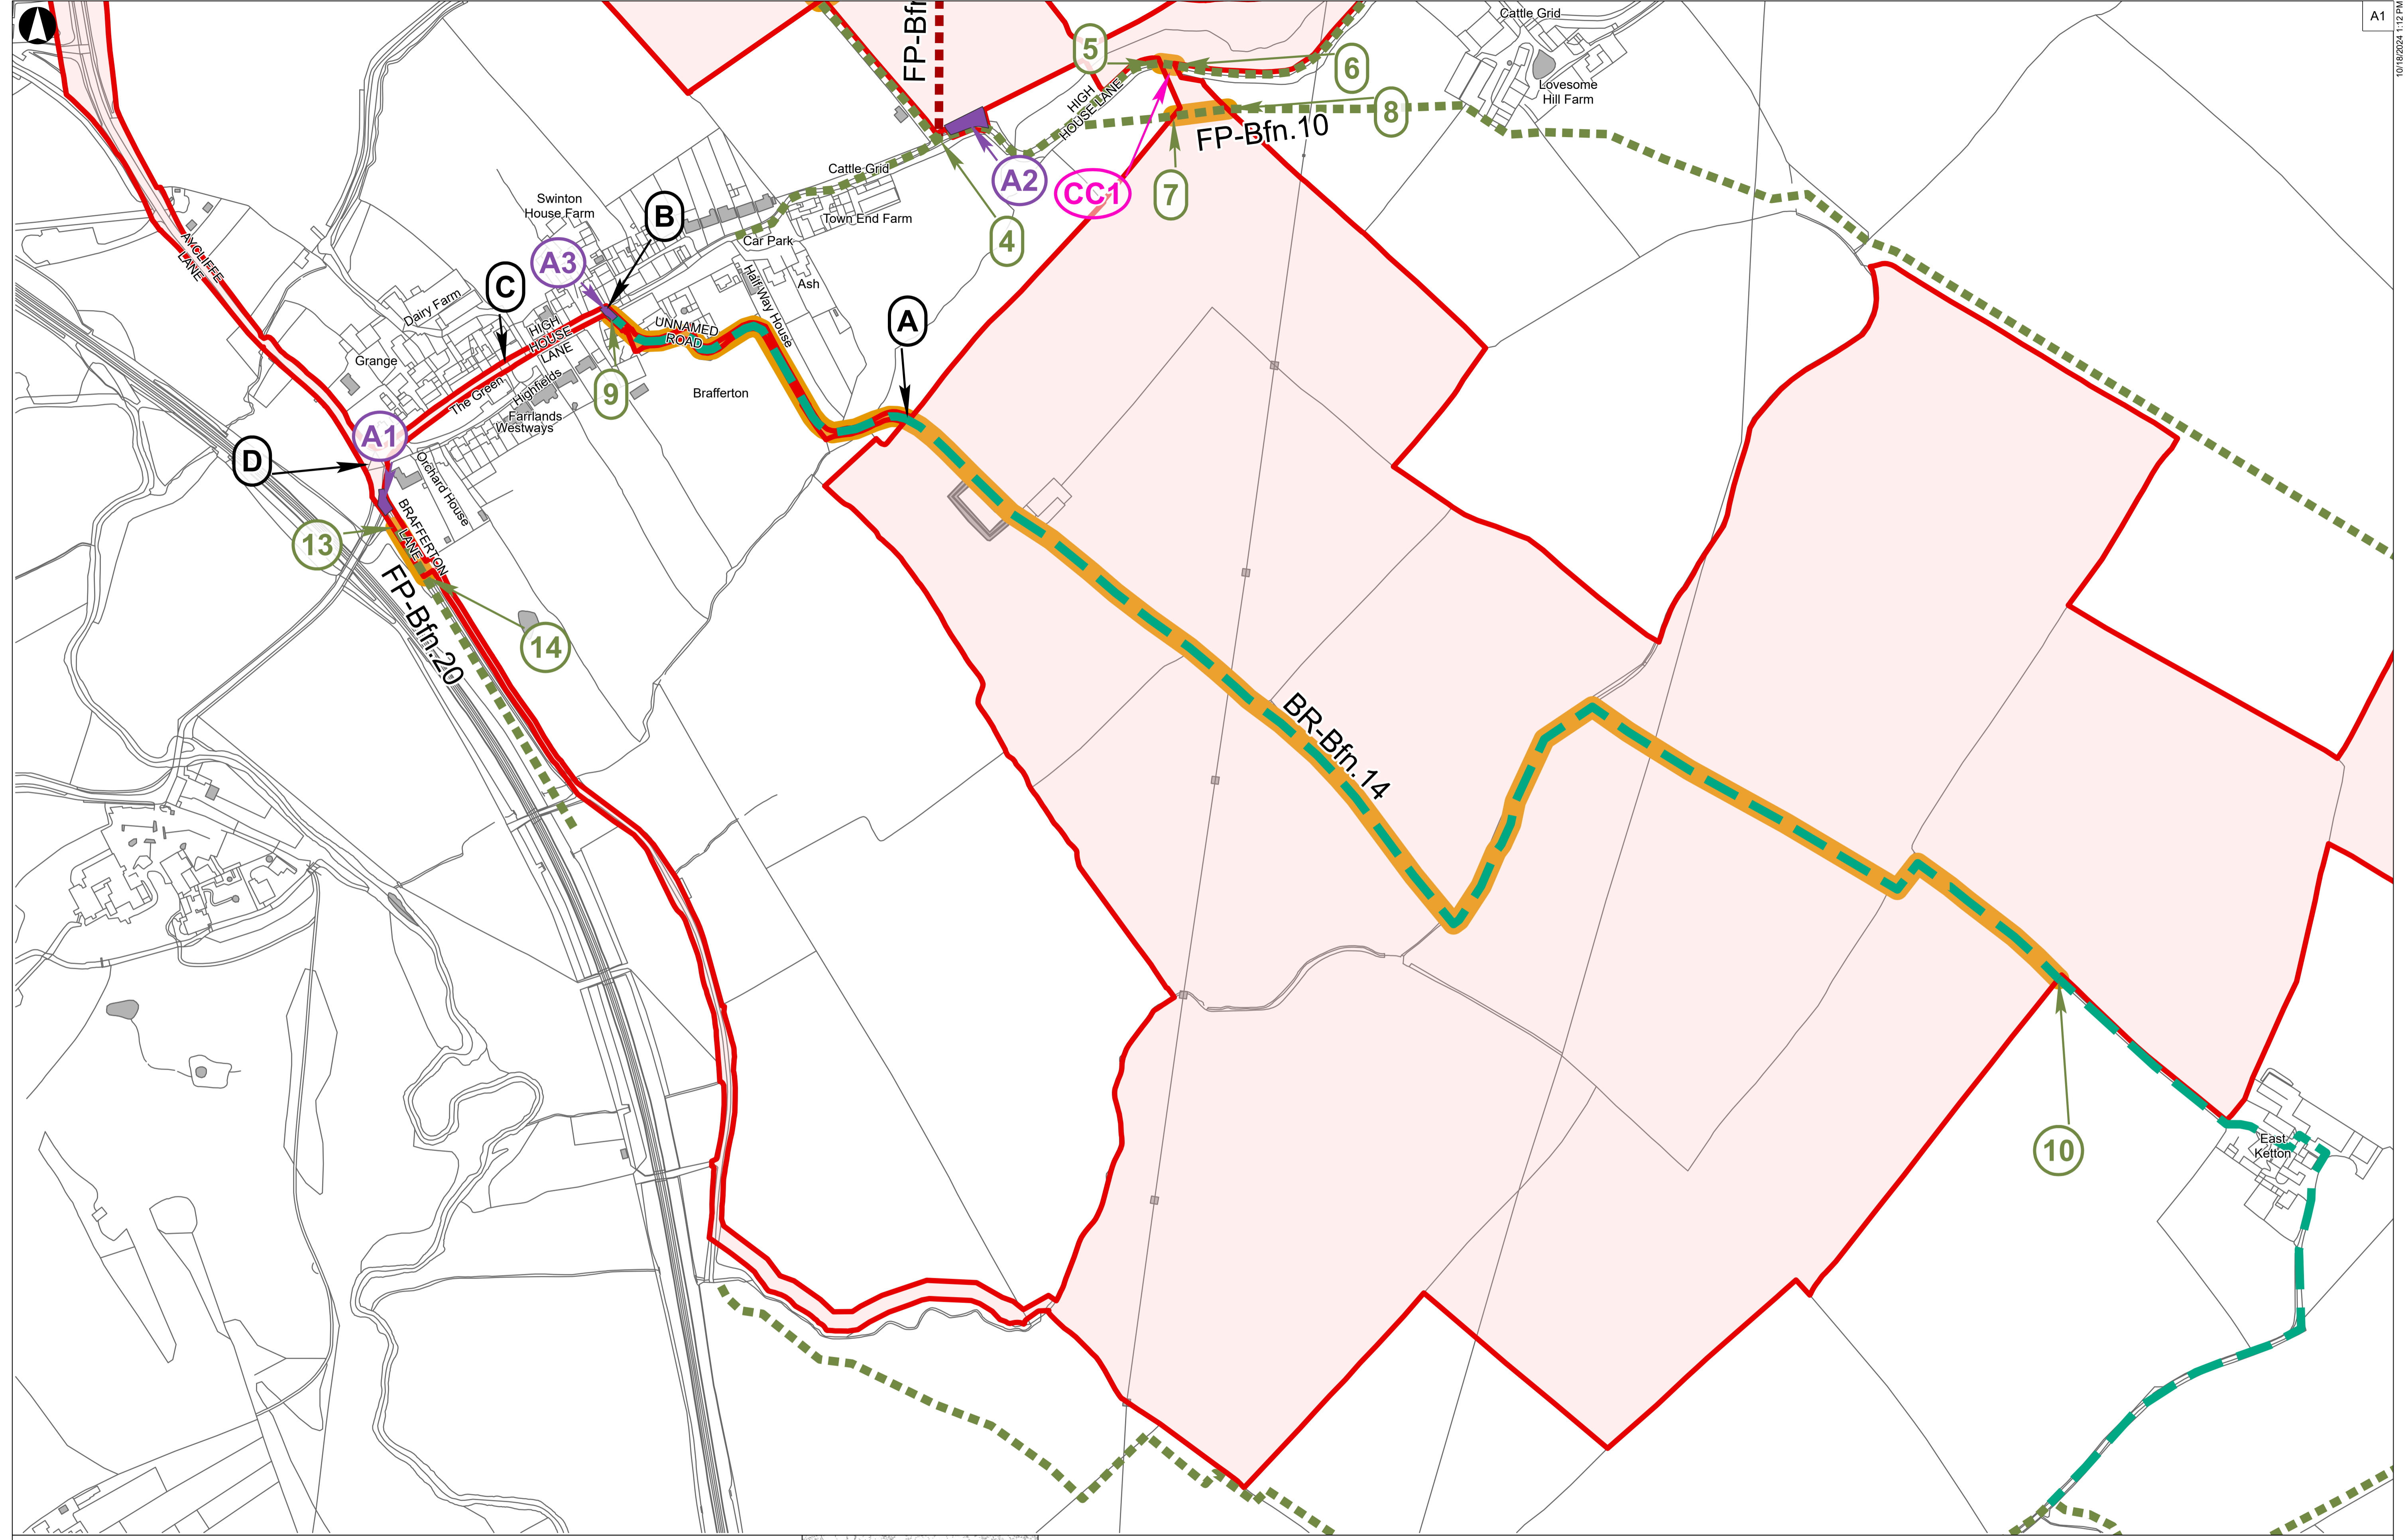 A1
10/18/2024 1:12 PM
Cattle Grid
5
6
Lovesome
Hill Farm
8
HIGH
HOUSE LANE
FP-Bfn.10
Cattle Grid
A2
CC1
7
Swinton
House Farm
B
Town End Farm
4
Car Park
AYCLIFFE
LANE
A3
C
Half Way House
Ash
Dairy Farm
A
UNNAMED
ROAD
HIGH
HOUSE
LANE
Grange
The Green
Highfields
9
Brafferton
Farrlands
Westways
A1
D
Orchard House
BRAFFERTON
LANE
13
FP-Bfn.20
14
BR-Bfn.14
10
East
Ketton